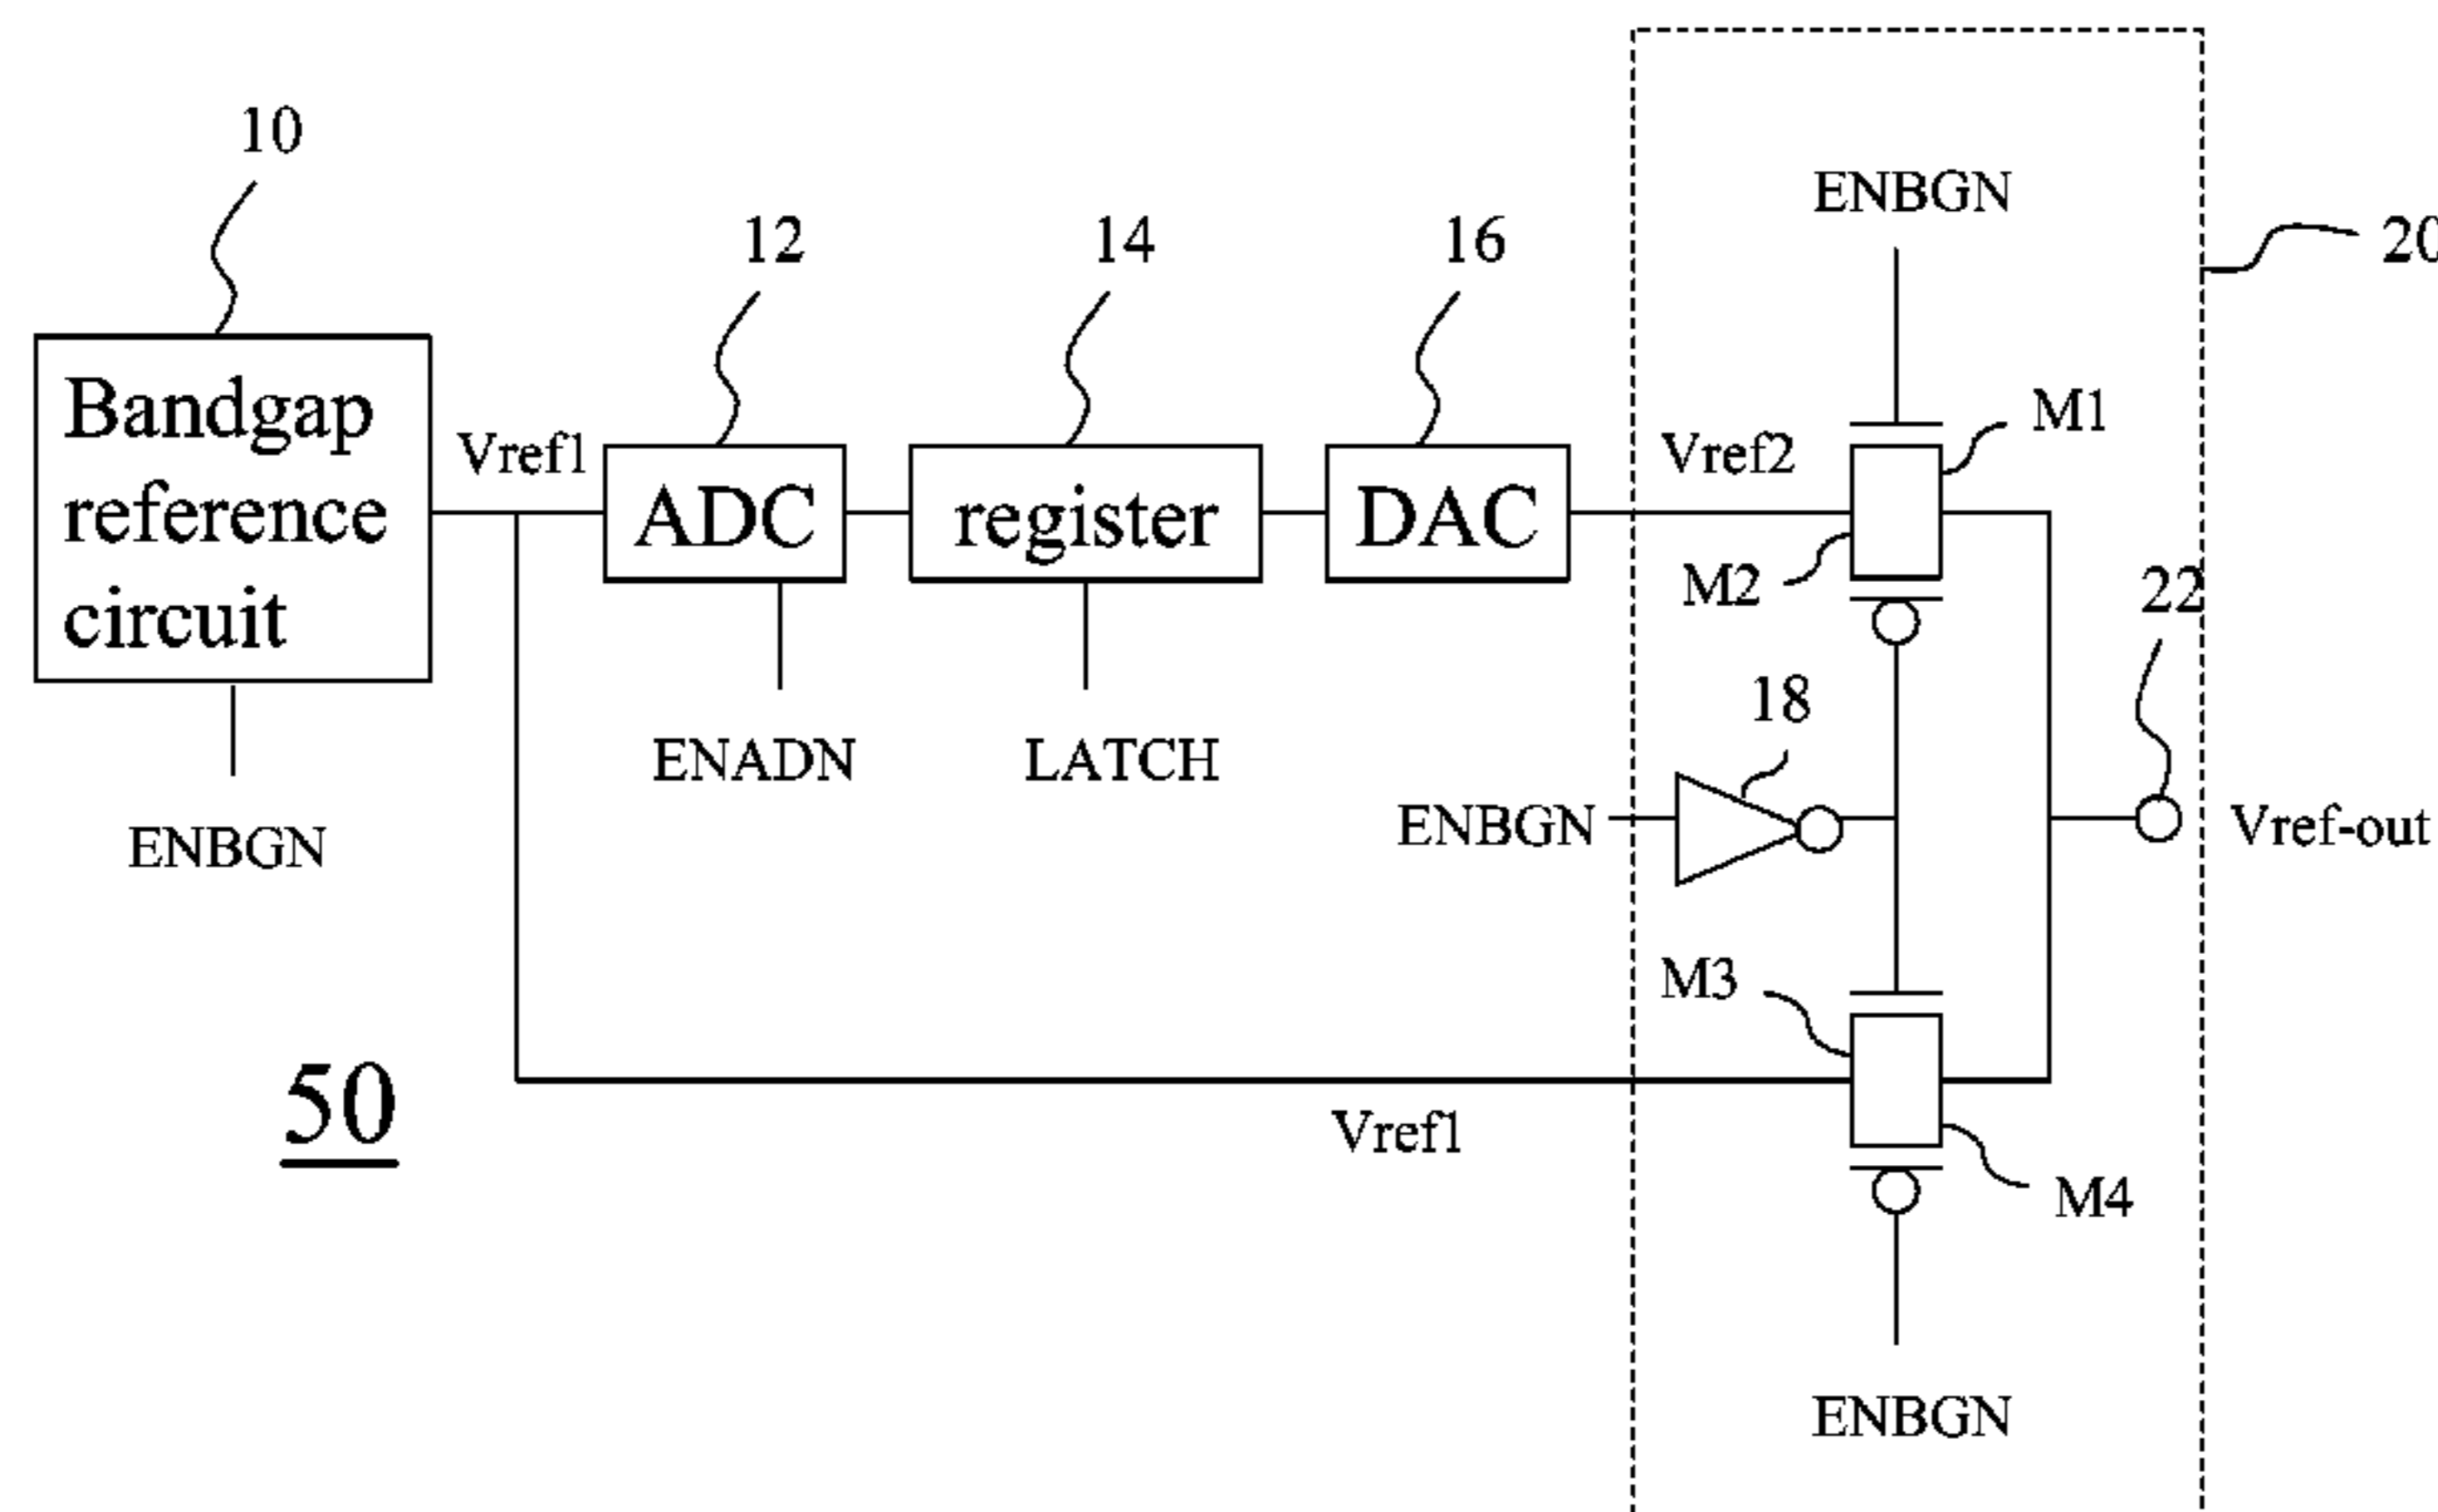 10
12
14
16
ENBGN
20
Bandgap
reference
circuit
Vref1
ADC
register
DAC
Vref2
M1
M2
22
18
ENADN
LATCH
ENBGN
ENBGN
Vref-out
M3
50
Vref1
M4
ENBGN